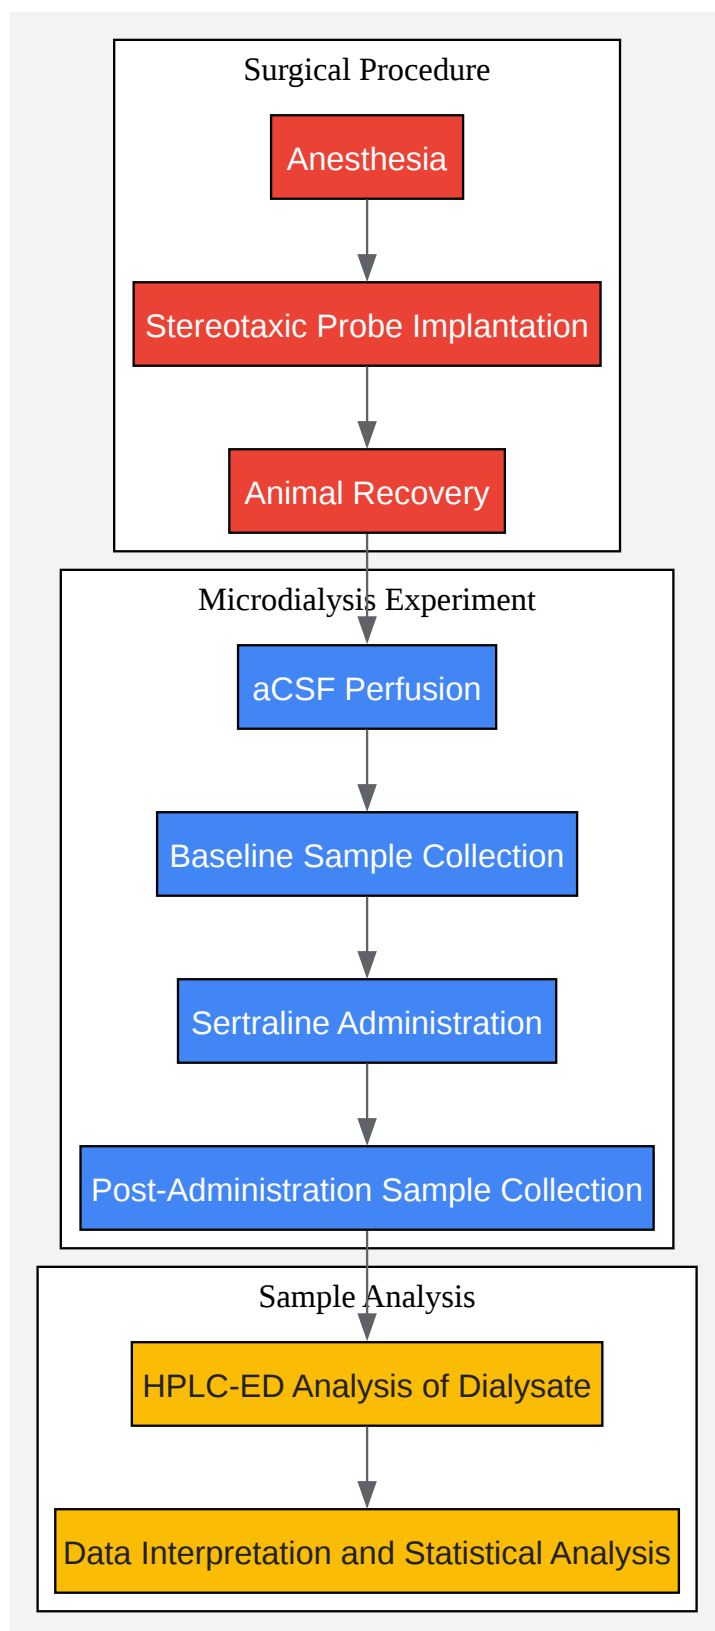 Surgical Procedure
Anesthesia
Stereotaxic Probe Implantation
Animal Recovery
Microdialysis Experiment
aCSF Perfusion
Baseline Sample Collection
Sertraline Administration
Post-Administration Sample Collection
Sample Analysis
HPLC-ED Analysis of Dialysate
Data Interpretation and Statistical Analysis